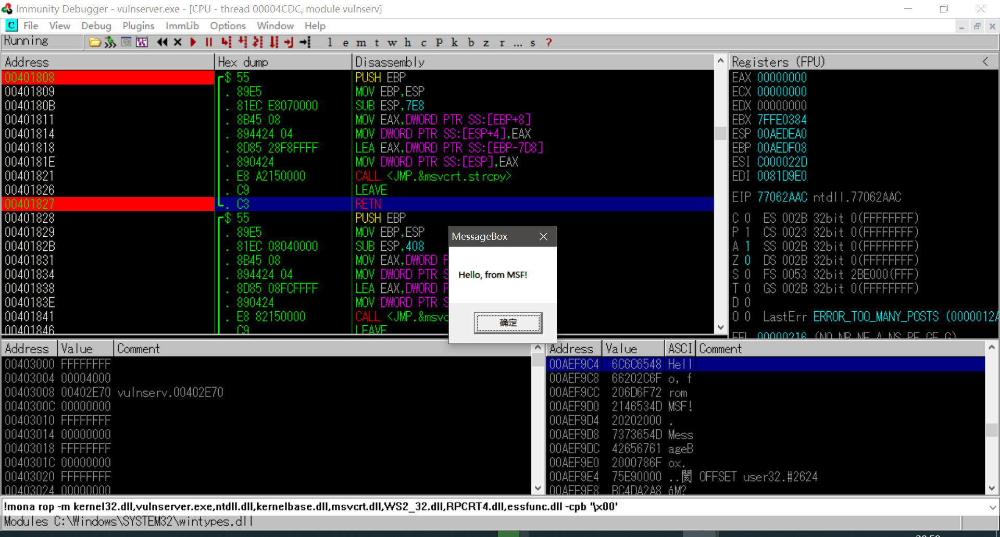 Immunity Debugger - vulnserver.exe - [CPU - thread 00004CDC, module vulnserv]
C File View Debug Plugins ImmLib Options Window Help
Running l e m t w h c P k b z r ... s ?
Address Hex dump Disassembly
00401808 $ 55 PUSH EBP
00401809 . 89E5 MOV EBP,ESP
0040180B . 81EC E8070000 SUB ESP,7E8
00401811 . 8B45 08 MOV EAX,DWORD PTR SS:[EBP+8]
00401814 . 894424 04 MOV DWORD PTR SS:[ESP+4],EAX
00401818 . 8D85 28F8FFFF LEA EAX,DWORD PTR SS:[EBP-7D8]
0040181E . 890424 MOV DWORD PTR SS:[ESP],EAX
00401821 . E8 A2150000 CALL <JMP.&msvcrt.strcpy>
00401826 . C9 LEAVE
00401827 . C3 RETN
00401828 $ 55 PUSH EBP
00401829 . 89E5 MOV EBP,ESP
0040182B . 81EC 08040000 SUB ESP,408
00401831 . 8B45 08 MOV EAX,DWORD P
00401834 . 894424 04 MOV DWORD PTR S
00401838 . 8D85 08FCFFFF LEA EAX,DWORD P
0040183E . 890424 MOV DWORD PTR S
00401841 . E8 82150000 CALL <JMP.&msvc
00401846 . C9 LEAVE
Registers (FPU) <
EAX 00000000
ECX 00000000
EDX 00000000
EBX 7FFE0384
ESP 00AEDEA0
EBP 00AEDF08
ESI C000022D
EDI 0081D9E0
EIP 77062AAC ntdll.77062AAC
C 0 ES 002B 32bit 0(FFFFFFFF)
P 1 CS 0023 32bit 0(FFFFFFFF)
A 1 SS 002B 32bit 0(FFFFFFFF)
Z 0 DS 002B 32bit 0(FFFFFFFF)
S 0 FS 0053 32bit 2BE000(FFF)
T 0 GS 002B 32bit 0(FFFFFFFF)
D 0
O 0 LastErr ERROR_TOO_MANY_POSTS (0000012A
EFL 00000216 (NO,NB,NE,A,NS,PE,GE,G)
MessageBox
Hello, from MSF!
确定
Address Value Comment
00403000 FFFFFFFF
00403004 00004000
00403008 00402E70 vulnserv.00402E70
0040300C 00000000
00403010 FFFFFFFF
00403014 00000000
00403018 FFFFFFFF
0040301C 00000000
00403020 FFFFFFFF
00403024 00000000
Address Value ASCI Comment
00AEF9C4 6C6C6548 Hell
00AEF9C8 66202C6F o, f
00AEF9CC 206D6F72 rom
00AEF9D0 2146534D MSF!
00AEF9D4 20202000 .
00AEF9D8 7373654D Mess
00AEF9DC 42656761 ageB
00AEF9E0 2000786F ox.
00AEF9E4 75E90000 .. OFFSET user32.#2624
00AEF9E8 BC4DA2A8
!mona rop -m kernel32.dll,vulnserver.exe,ntdll.dll,kernelbase.dll,msvcrt.dll,WS2_32.dll,RPCRT4.dll,essfunc.dll -cpb '\x00'
Modules C:\Windows\SYSTEM32\wintypes.dll